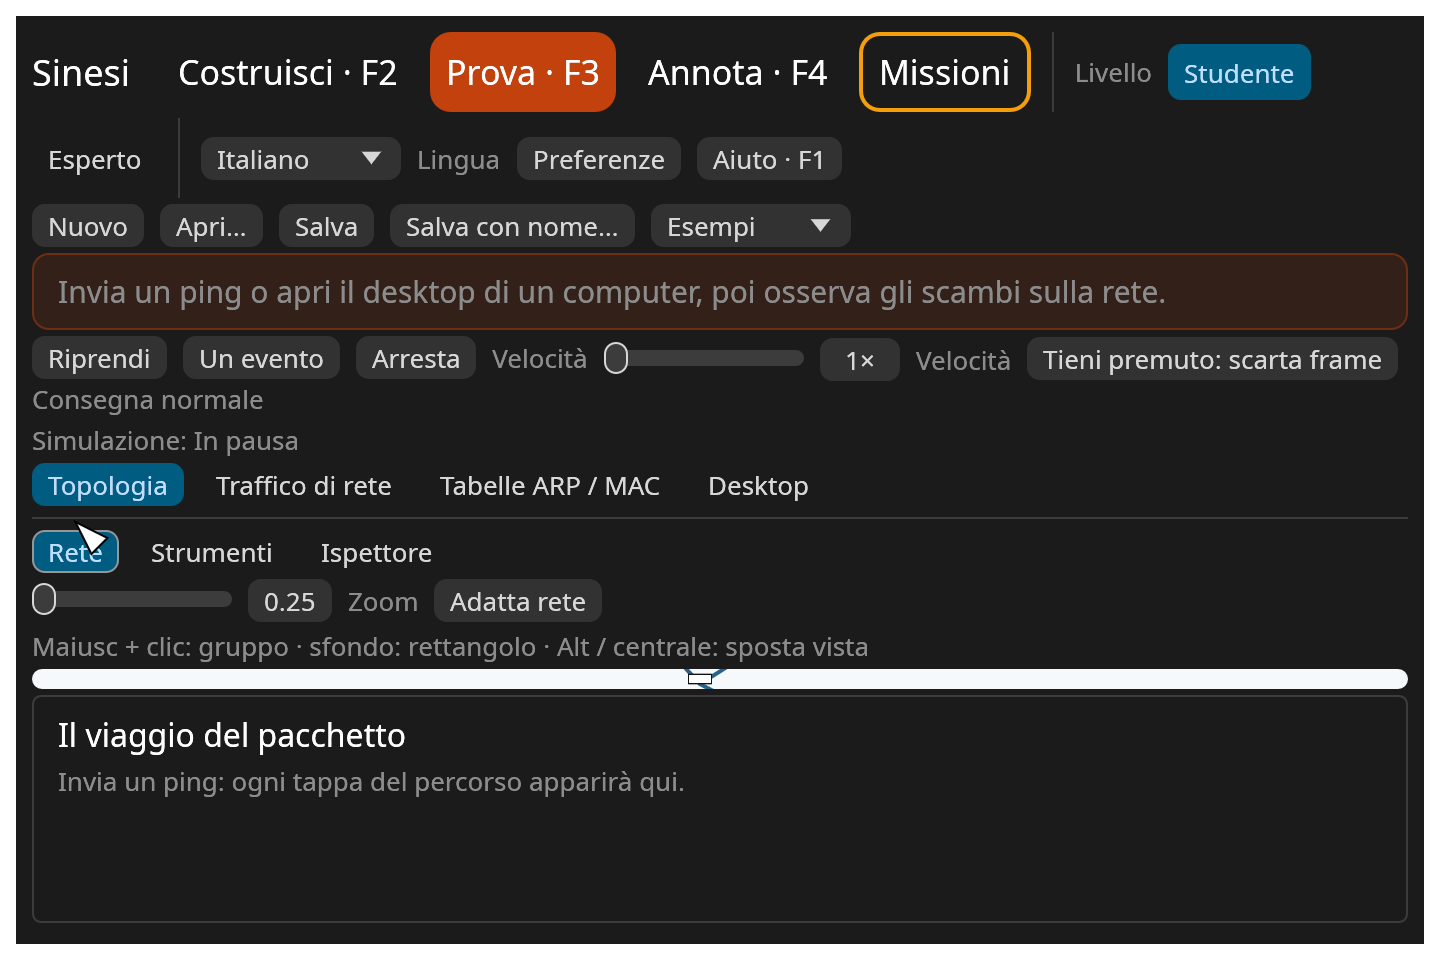 Sinesi Costruisci · F2 Prova · F3 Annota · F4 Missioni Livello Studente
Esperto Italiano Lingua Preferenze Aiuto · F1
Nuovo Apri... Salva Salva con nome... Esempi
Invia un ping o apri il desktop di un computer, poi osserva gli scambi sulla rete.
Riprendi Un evento Arresta Velocità 1× Velocità Tieni premuto: scarta frame
Consegna normale
Simulazione: In pausa
Topologia Traffico di rete Tabelle ARP / MAC Desktop
Rete Strumenti Ispettore
0.25 Zoom Adatta rete
Maiusc + clic: gruppo · sfondo: rettangolo · Alt / centrale: sposta vista
Il viaggio del pacchetto
Invia un ping: ogni tappa del percorso apparirà qui.